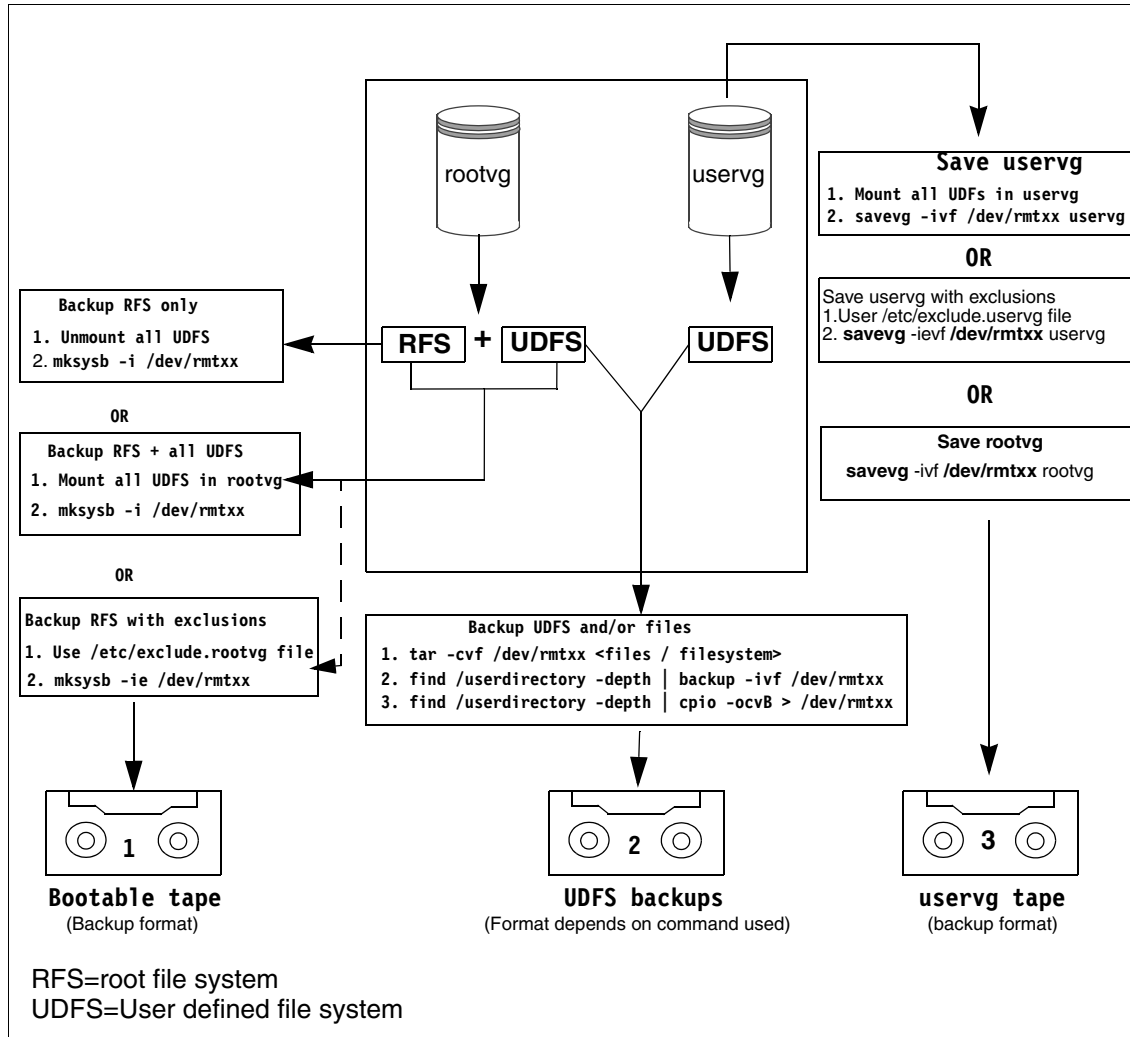 rootvg
uservg
Save uservg
1. Mount all UDFs in uservg
2. savevg -ivf /dev/rmtxx uservg
OR
Save uservg with exclusions
1.User /etc/exclude.uservg file
2. savevg -ievf /dev/rmtxx uservg
OR
Save rootvg
savevg -ivf /dev/rmtxx rootvg
RFS + UDFS
UDFS
Backup RFS only
1. Unmount all UDFS
2. mksysb -i /dev/rmtxx
OR
Backup RFS + all UDFS
1. Mount all UDFS in rootvg
2. mksysb -i /dev/rmtxx
OR
Backup RFS with exclusions
1. Use /etc/exclude.rootvg file
2. mksysb -ie /dev/rmtxx
Backup UDFS and/or files
1. tar -cvf /dev/rmtxx <files / filesystem>
2. find /userdirectory -depth | backup -ivf /dev/rmtxx
3. find /userdirectory -depth | cpio -ocvB > /dev/rmtxx
1
Bootable tape
(Backup format)
2
UDFS backups
(Format depends on command used)
3
uservg tape
(backup format)
RFS=root file system
UDFS=User defined file system